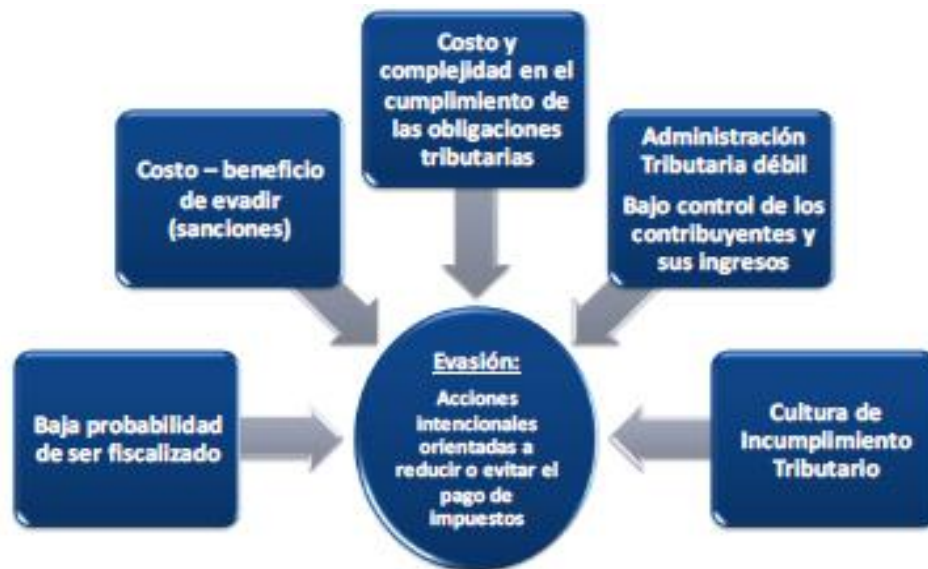 Costo y
complejidad en el
cumplimiento de
las obligaciones
tributarias
Costo – beneficio
de evadir
(sanciones)
Administración
Tributaria débil
Bajo control de los
contribuyentes y
sus ingresos
Baja probabilidad
de ser fiscalizado
Evasión:
Acciones
intencionales
orientadas a
reducir o evitar el
pago de
impuestos
Cultura de
Incumplimiento
Tributario